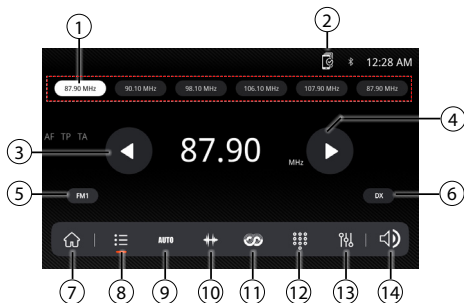 1
2
12:28 AM
87.90 MHz 90.10 MHz 98.10 MHz 106.10 MHz 107.90 MHz 87.90 MHz
4
AF TP TA
3
87.90 MHz
5
FM1
DX
6
AUTO
7 8 9 10 11 12 13 14